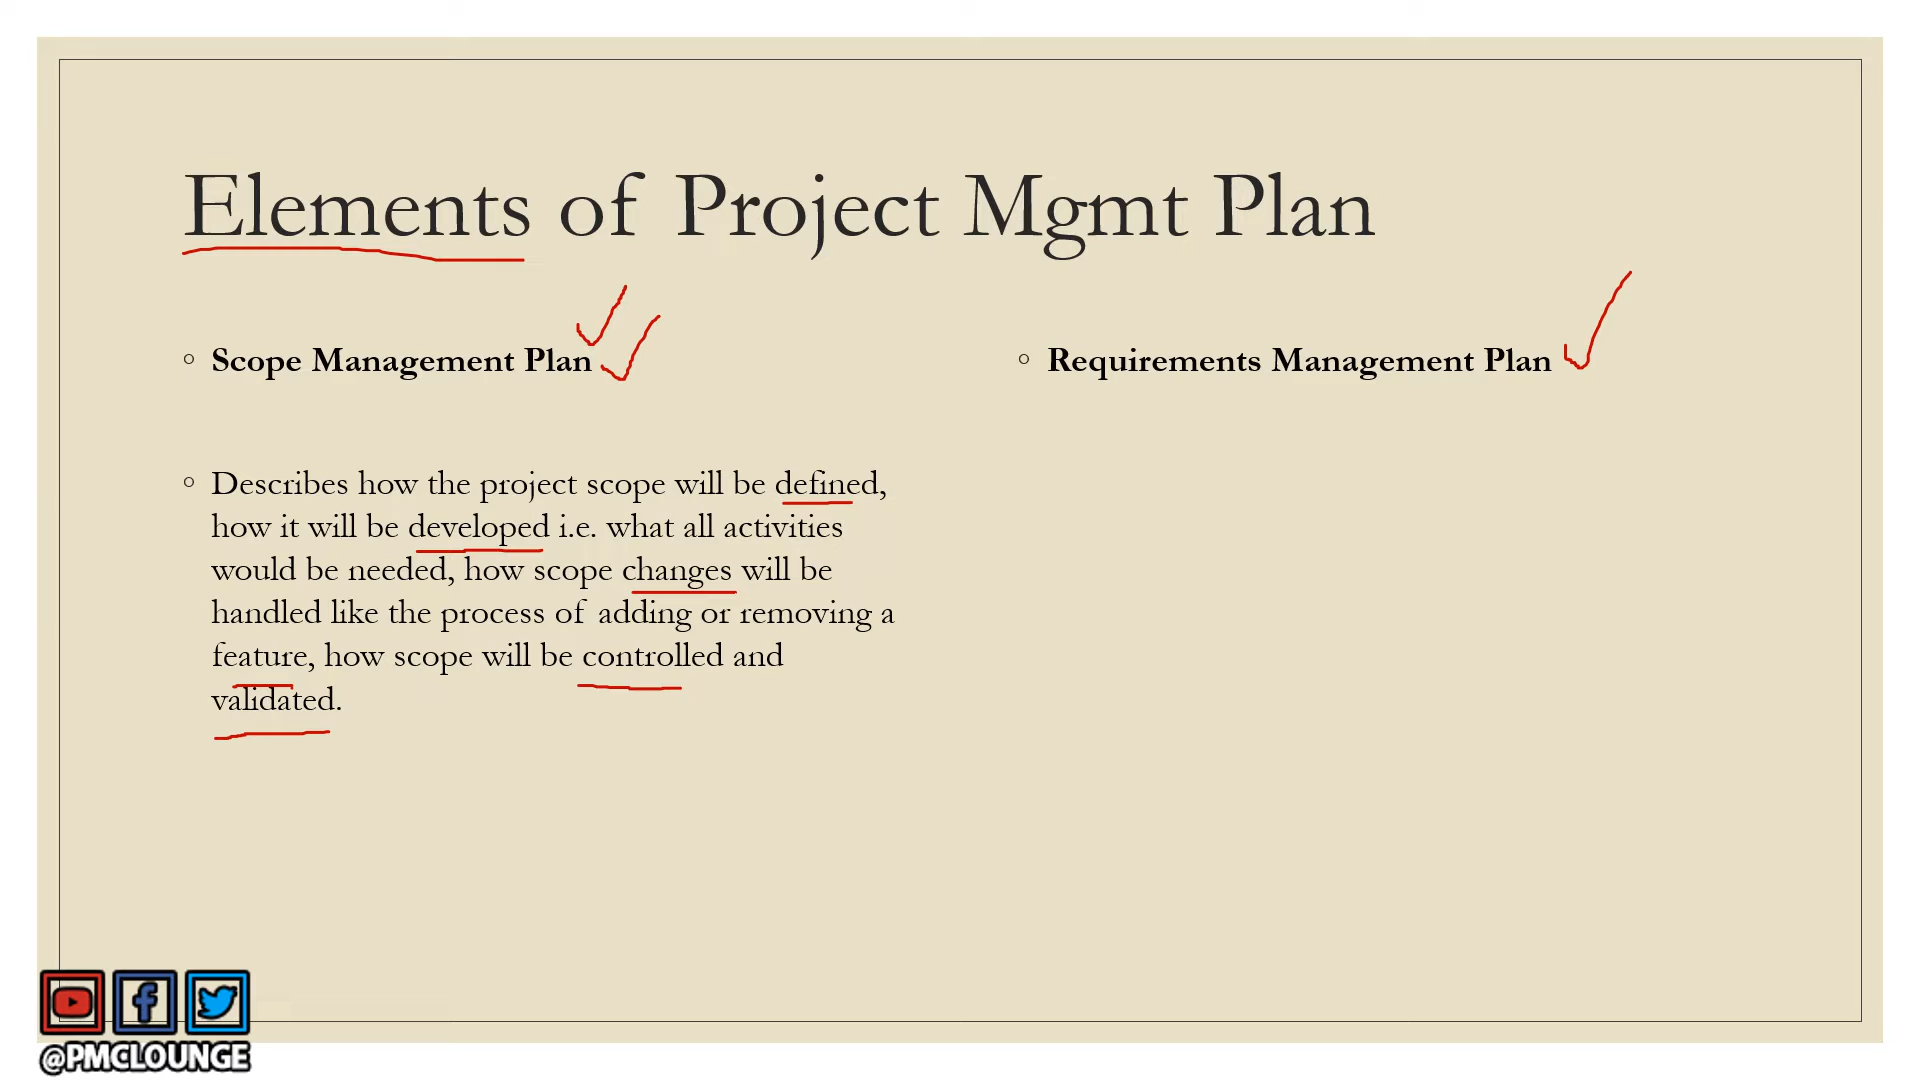 Elements of Project Mgmt Plan
Scope Management Plan
Describes how the project scope will be defined,
how it will be developed i.e. what all activities
would be needed, how scope changes will be
handled like the process of adding or removing a
feature, how scope will be controlled and
validated.
Requirements Management Plan
@PMCLOUNGE